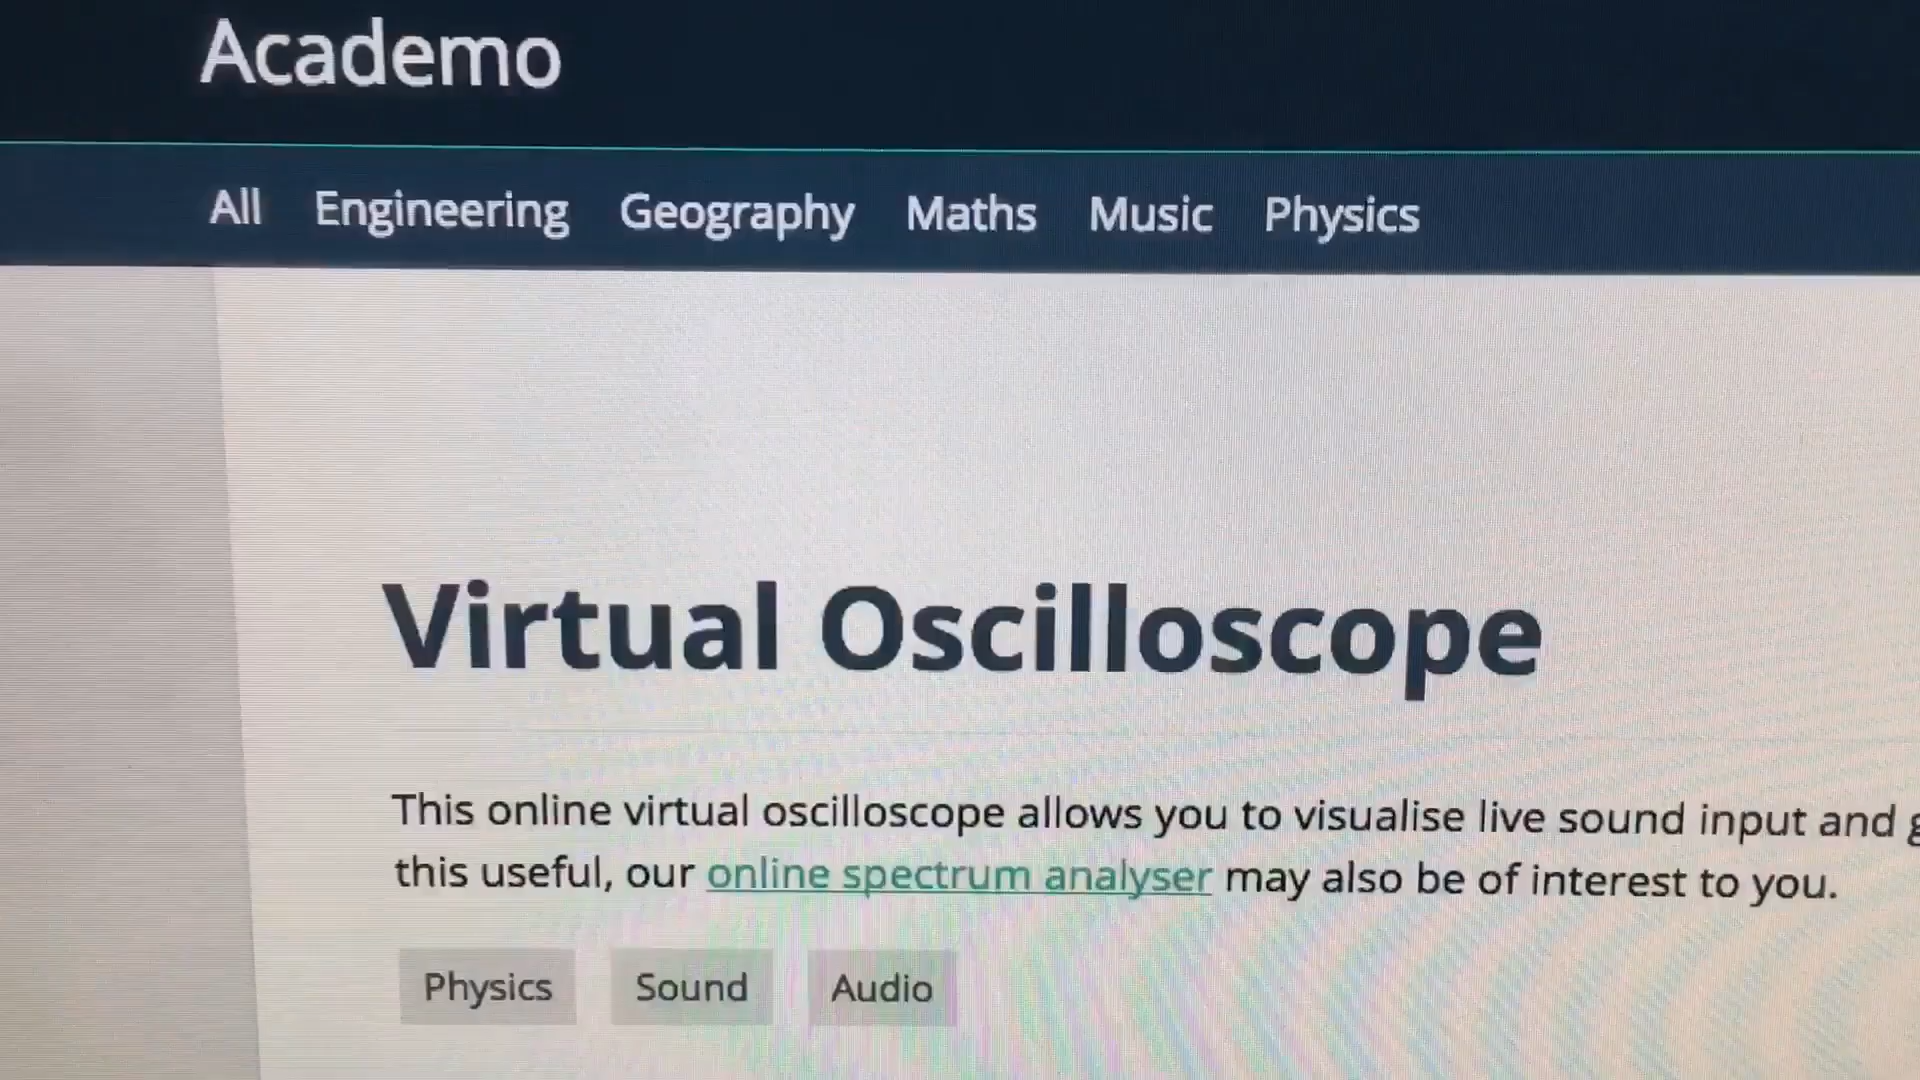 Academo
All Engineering Geography Maths Music Physics
Virtual Oscilloscope
This online virtual oscilloscope allows you to visualise live sound input and
this useful, our online spectrum analyser may also be of interest to you.
Physics Sound Audio